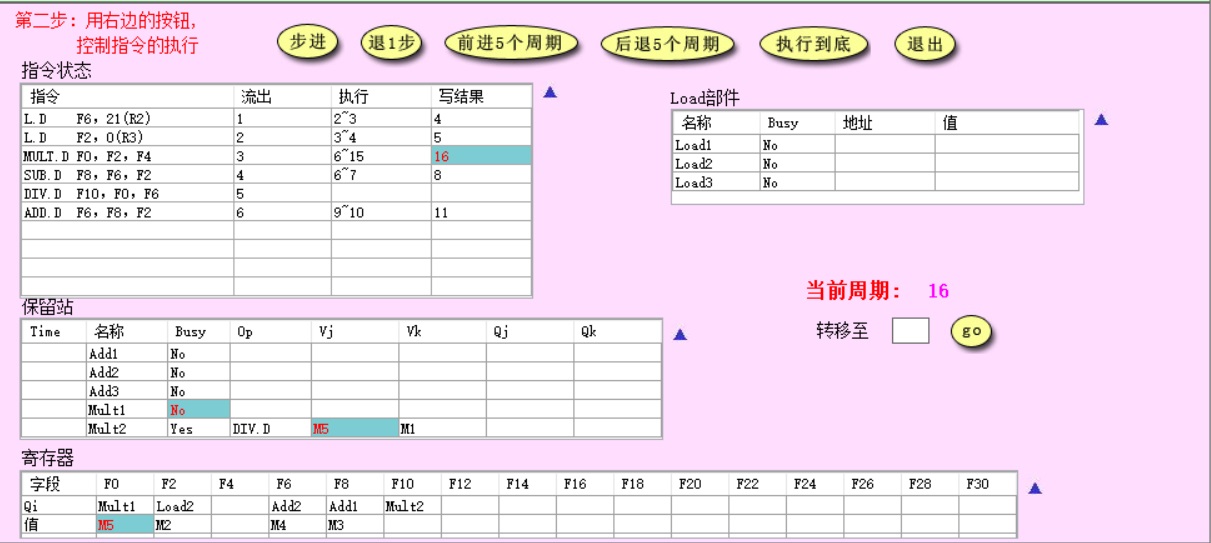 第二步：用右边的按钮，
控制指令的执行
步进 退1步 前进5个周期 后退5个周期 执行到底 退出
指令状态
指令 流出 执行 写结果
L.D F6, 21(R2) 1 2~3 4
L.D F2, 0(R3) 2 3~4 5
MULT.D F0, F2, F4 3 6~15 16
SUB.D F8, F6, F2 4 6~7 8
DIV.D F10, F0, F6 5
ADD.D F6, F8, F2 6 9~10 11
Load部件
名称 Busy 地址 值
Load1 No
Load2 No
Load3 No
当前周期： 16
转移至 go
保留站
Time 名称 Busy Op Vj Vk Qj Qk
Add1 No
Add2 No
Add3 No
Mult1 No
Mult2 Yes DIV.D M5 M1
寄存器
字段 F0 F2 F4 F6 F8 F10 F12 F14 F16 F18 F20 F22 F24 F26 F28 F30
Qi Mult1 Load2 Add2 Add1 Mult2
值 M5 M2 M4 M3